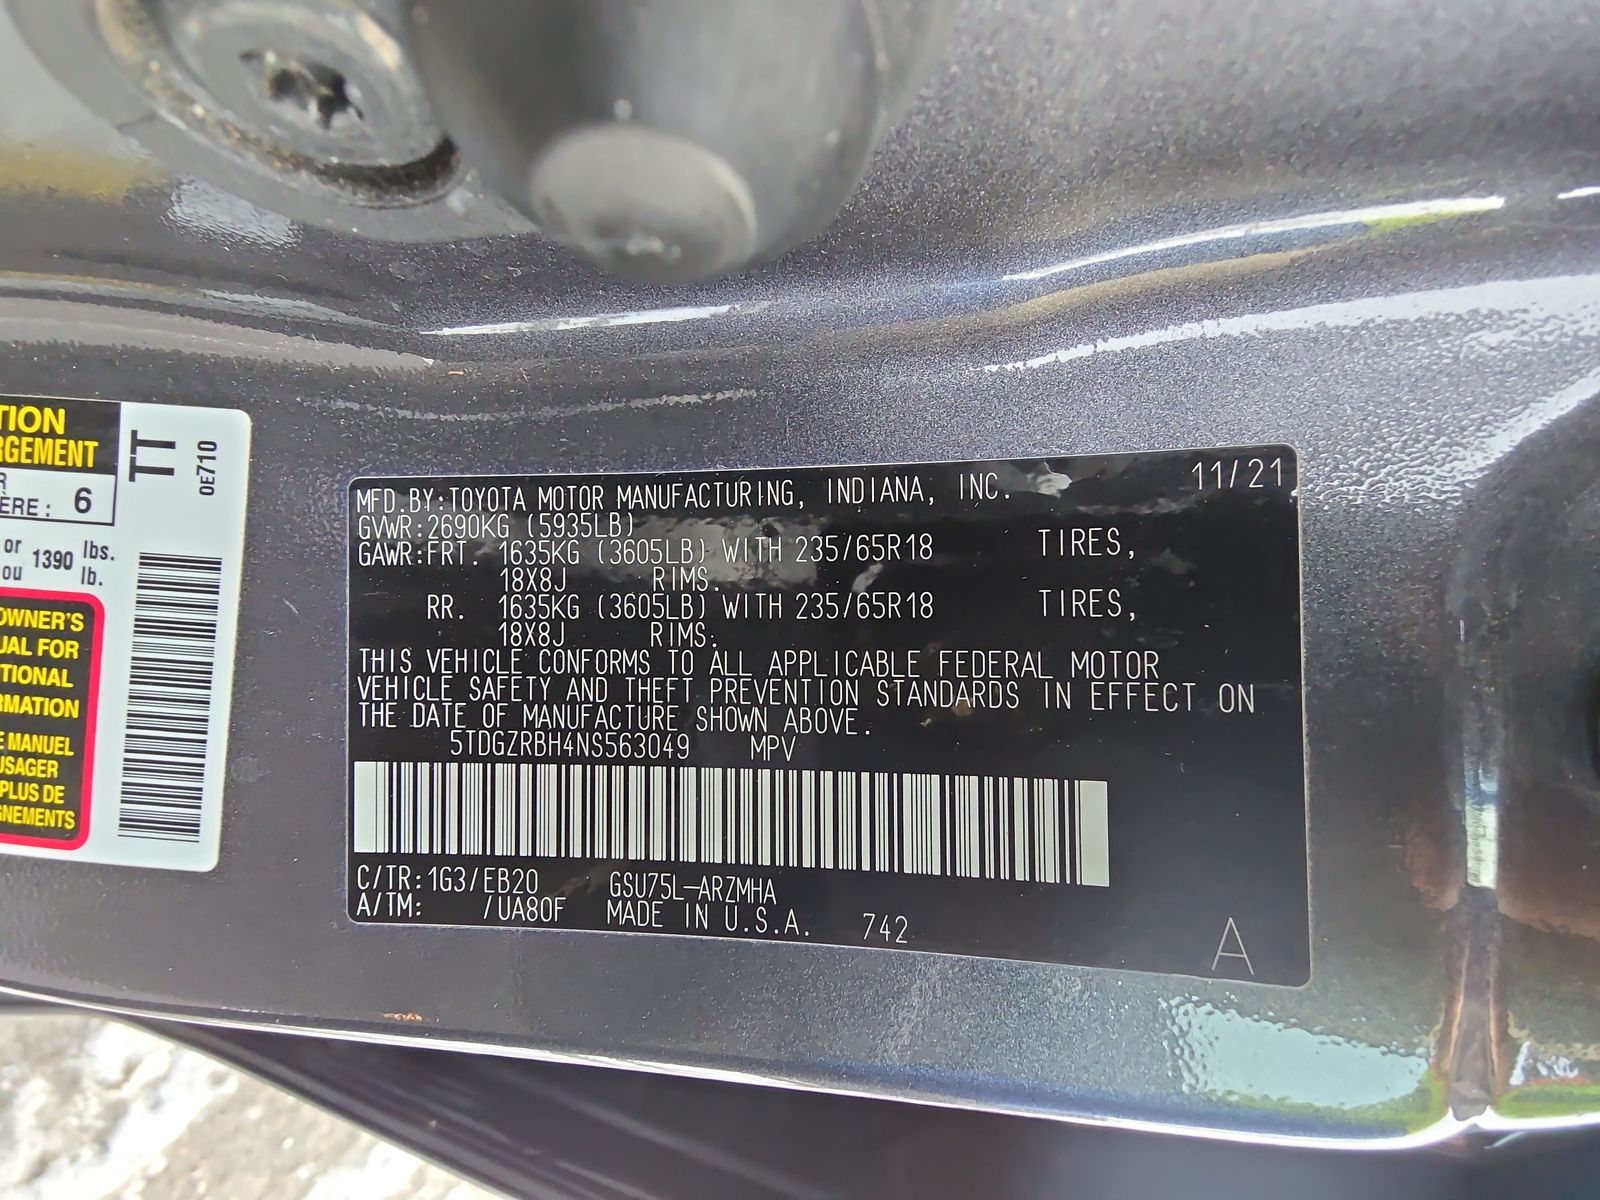 TION
RGEMENT
R
ÈRE : 6
or 1390 lbs.
ou lb.
OWNER'S
UAL FOR
TIONAL
RMATION
E MANUEL
USAGER
PLUS DE
GNEMENTS
TT
0E710
MFD.BY:TOYOTA MOTOR MANUFACTURING, INDIANA, INC. 11/21
GVWR:2690KG (5935LB)
GAWR:FRT. 1635KG (3605LB) WITH 235/65R18 TIRES,
18X8J RIMS.
RR. 1635KG (3605LB) WITH 235/65R18 TIRES,
18X8J RIMS.
THIS VEHICLE CONFORMS TO ALL APPLICABLE FEDERAL MOTOR
VEHICLE SAFETY AND THEFT PREVENTION STANDARDS IN EFFECT ON
THE DATE OF MANUFACTURE SHOWN ABOVE.
5TDGZRBH4NS563049 MPV
C/TR:1G3/EB20 GSU75L-ARZMHA
A/TM: /UA80F MADE IN U.S.A. 742
A